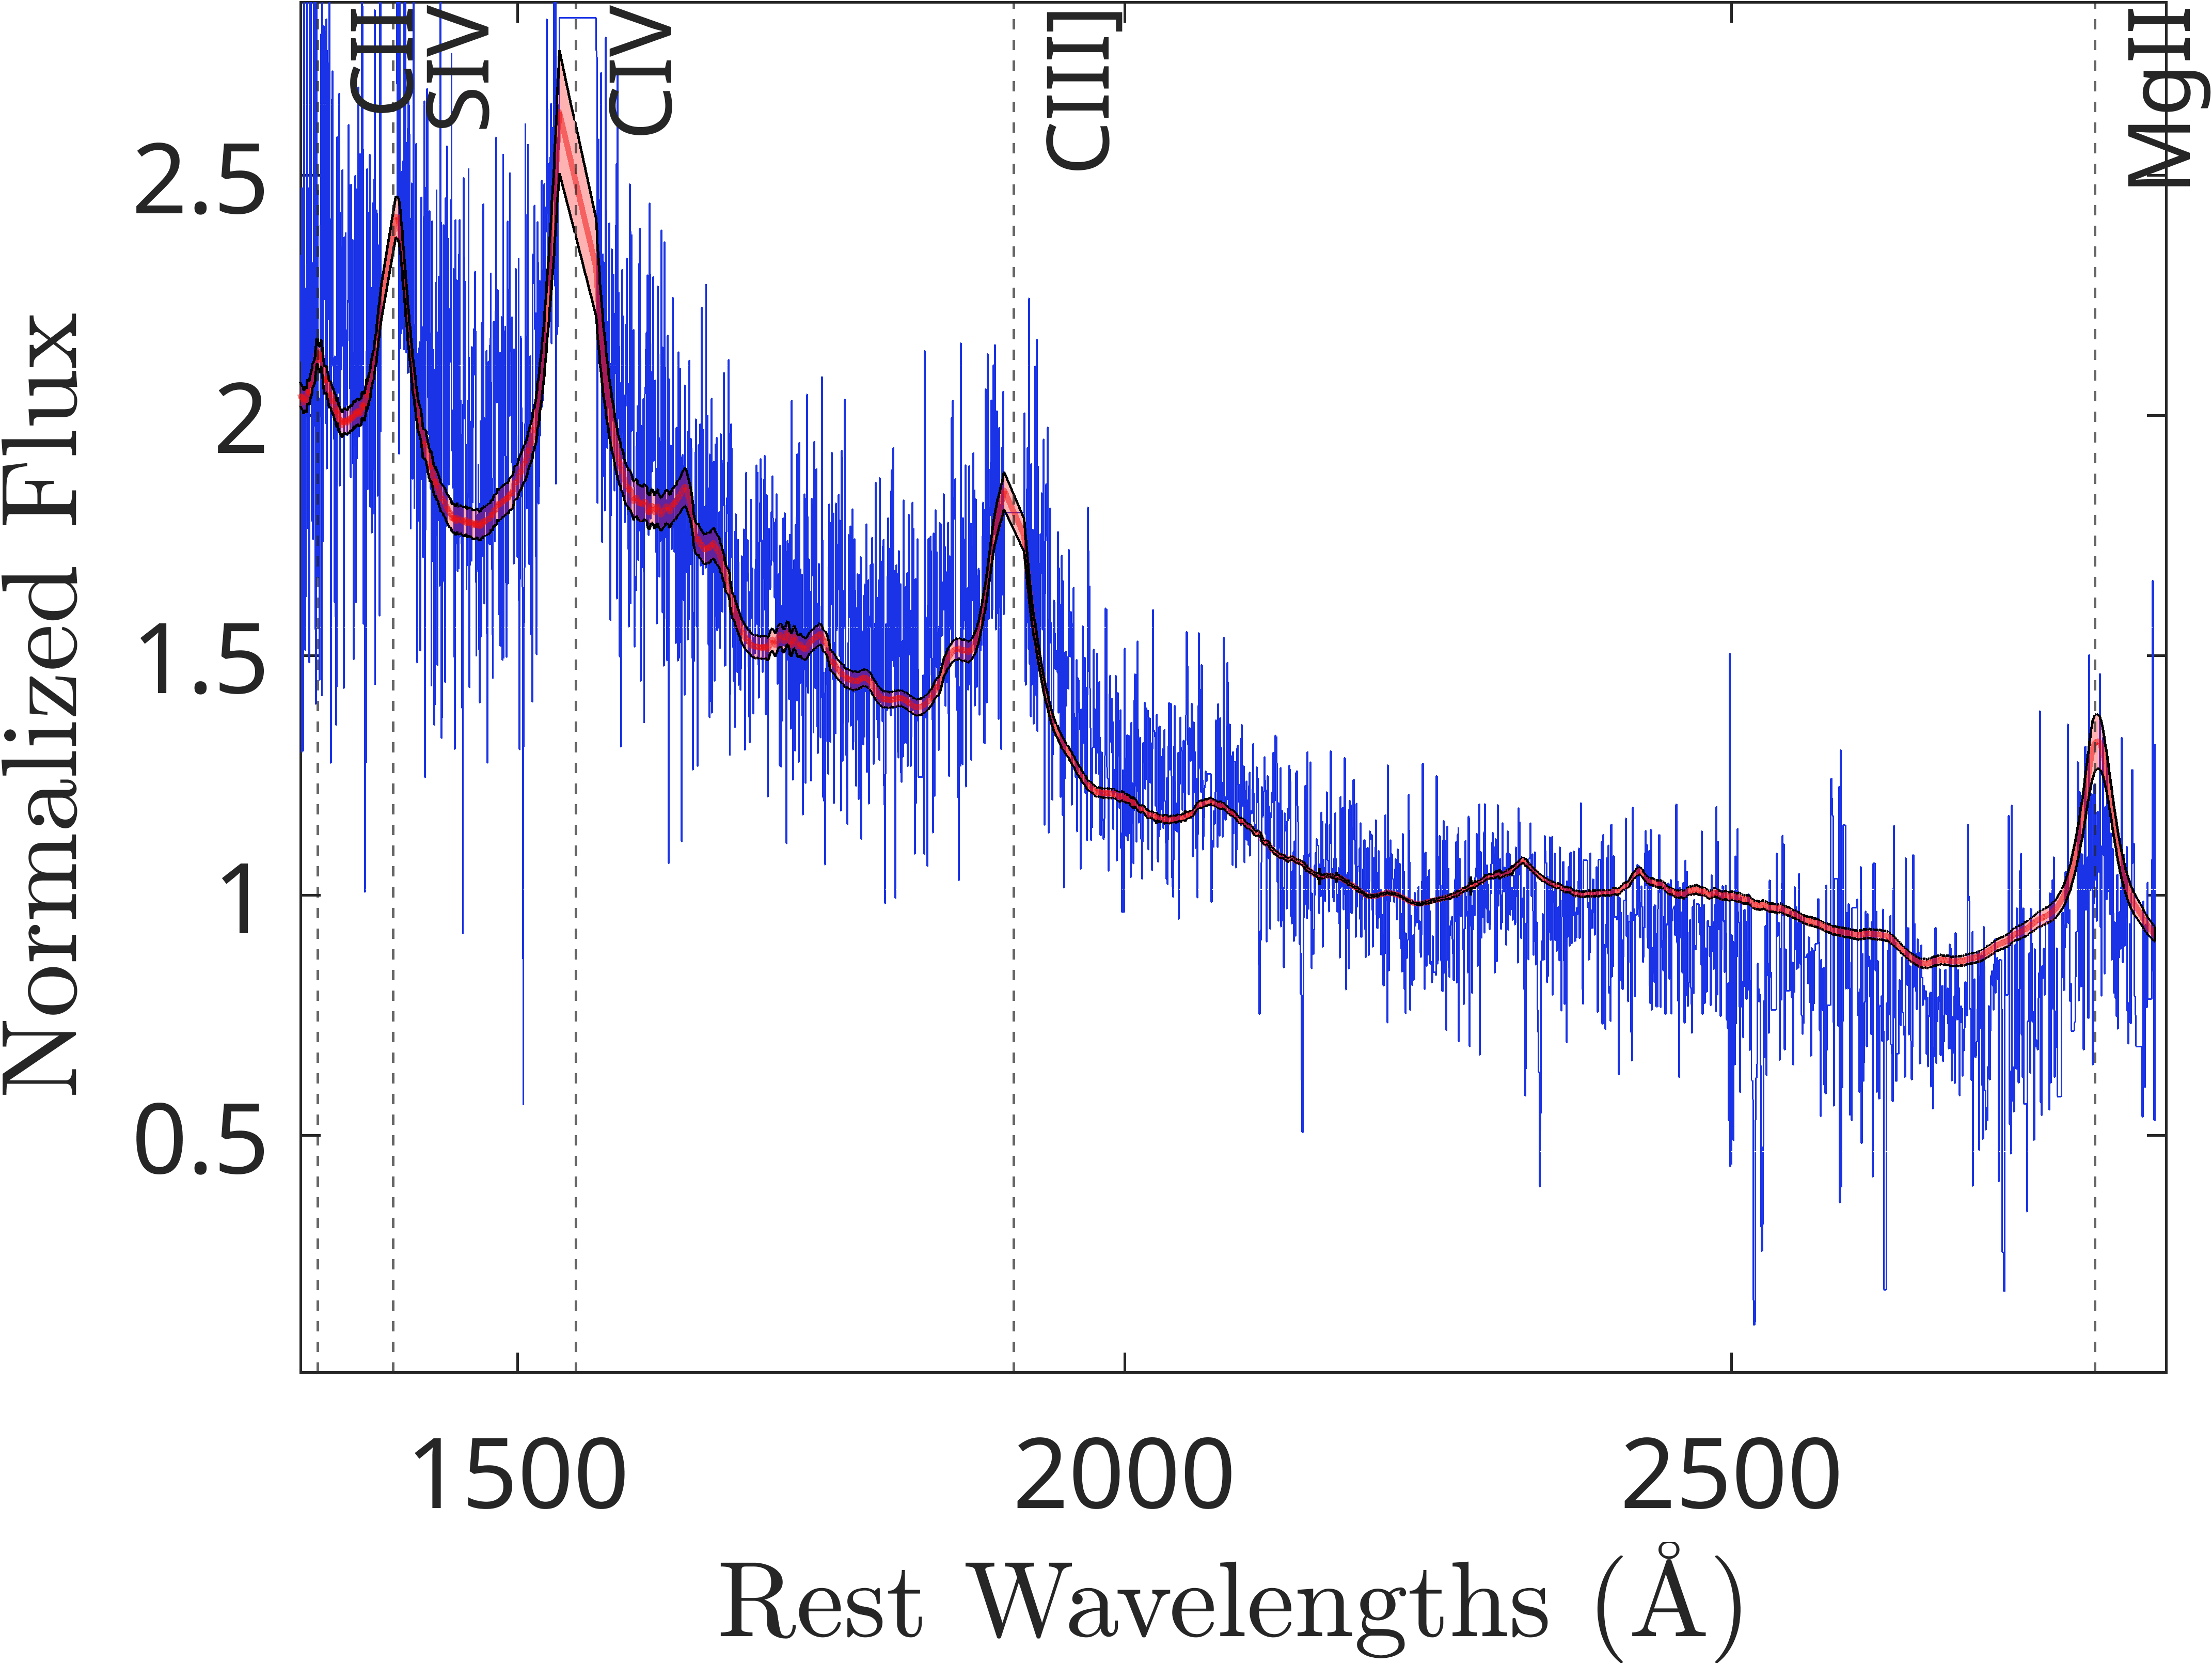 CII
SIV
CIV
CIII]
MgII
2.5
2
1.5
1
0.5
Normalized Flux
1500
2000
2500
Rest Wavelengths (Å)